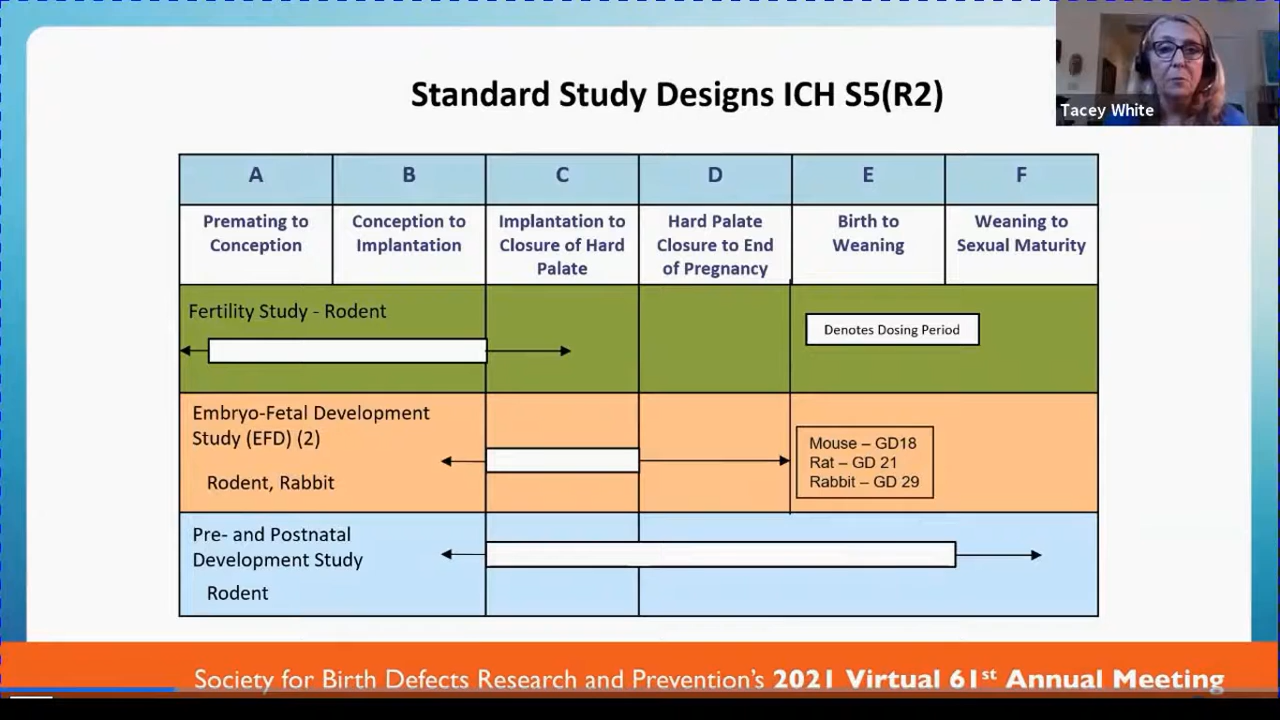 Standard Study Designs ICH S5(R2)
Tacey White
A
B
C
D
E
F
Premating to
Conception
Conception to
Implantation
Implantation to
Closure of Hard
Palate
Hard Palate
Closure to End
of Pregnancy
Birth to
Weaning
Weaning to
Sexual Maturity
Fertility Study - Rodent
Denotes Dosing Period
Embryo-Fetal Development
Study (EFD) (2)
Rodent, Rabbit
Mouse – GD18
Rat – GD 21
Rabbit – GD 29
Pre- and Postnatal
Development Study
Rodent
Society for Birth Defects Research and Prevention's 2021 Virtual 61st Annual Meeting